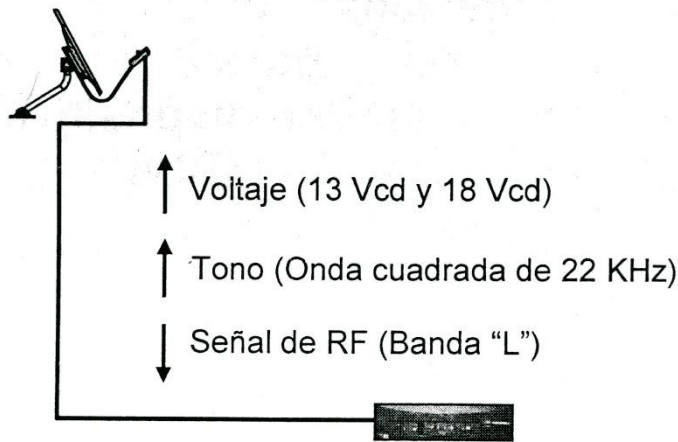 Voltaje (13 Vcd y 18 Vcd)
Tono (Onda cuadrada de 22 KHz)
Señal de RF (Banda “L”)